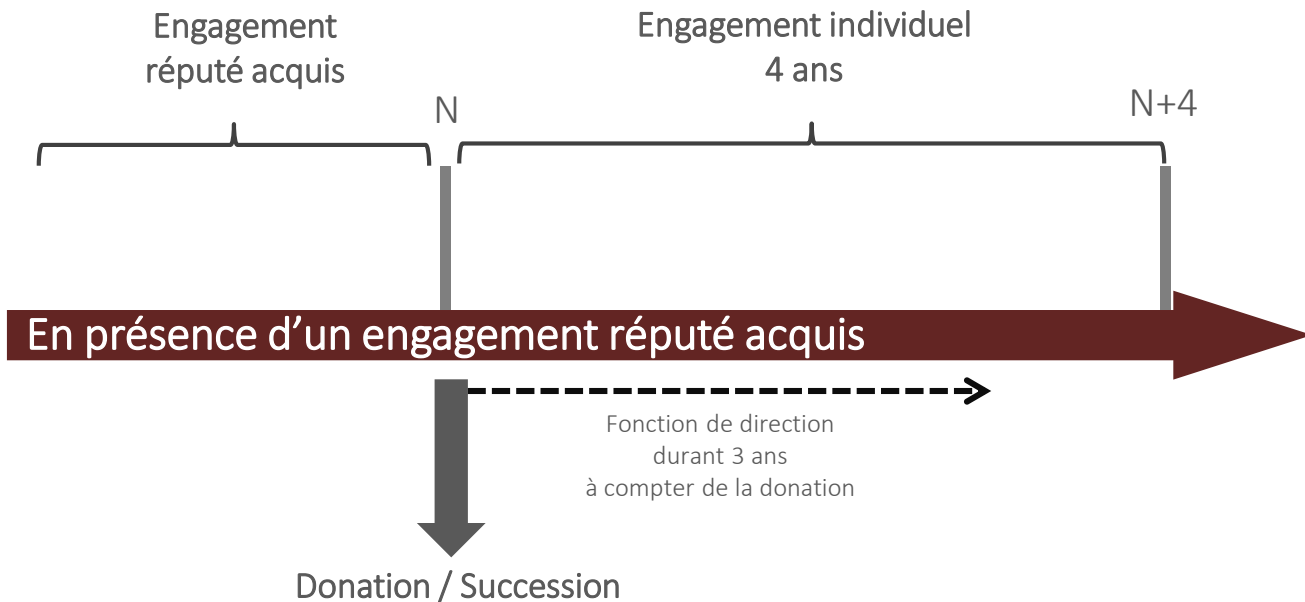 Engagement
réputé acquis
Engagement individuel
4 ans
N
N+4
En présence d’un engagement réputé acquis
Fonction de direction
durant 3 ans
à compter de la donation
Donation / Succession